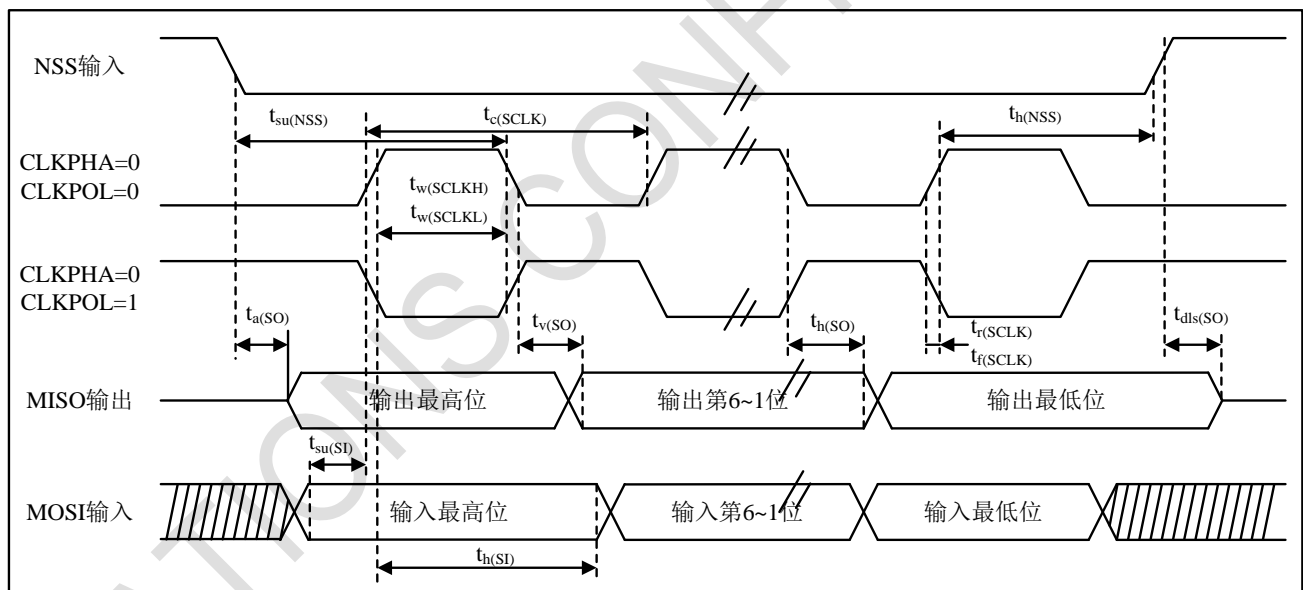 NSS输入
tsu(NSS)
tc(SCLK)
th(NSS)
CLKPHA=0
CLKPOL=0
tw(SCLKH)
tw(SCLKL)
CLKPHA=0
CLKPOL=1
ta(SO)
tv(SO)
th(SO)
tr(SCLK)
tf(SCLK)
tdls(SO)
MISO输出
输出最高位
输出第6~1位
输出最低位
tsu(SI)
MOSI输入
输入最高位
输入第6~1位
输入最低位
th(SI)
ATIONS CONF